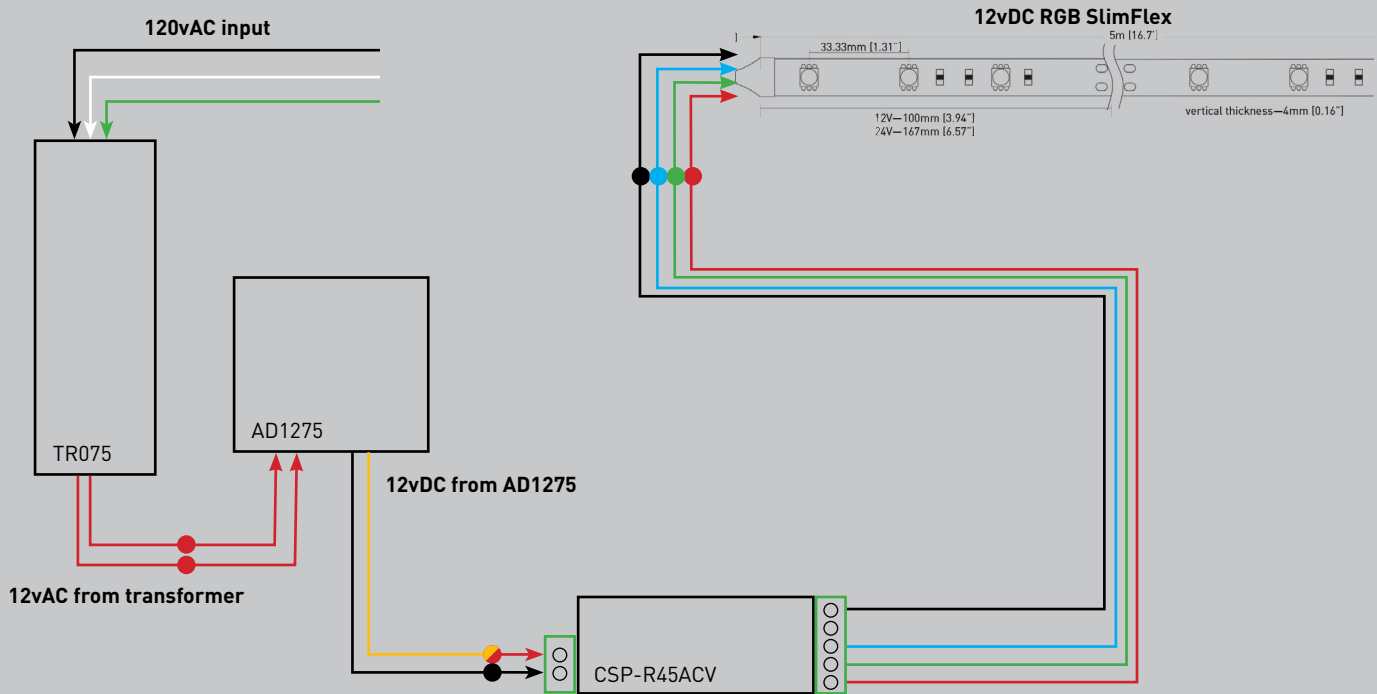 120vAC input
12vDC RGB SlimFlex
5m [16.7']
33.33mm [1.31"]
12V—100mm [3.94"]
24V—167mm [6.57"]
vertical thickness—4mm [0.16"]
TR075
AD1275
12vDC from AD1275
12vAC from transformer
CSP-R45ACV